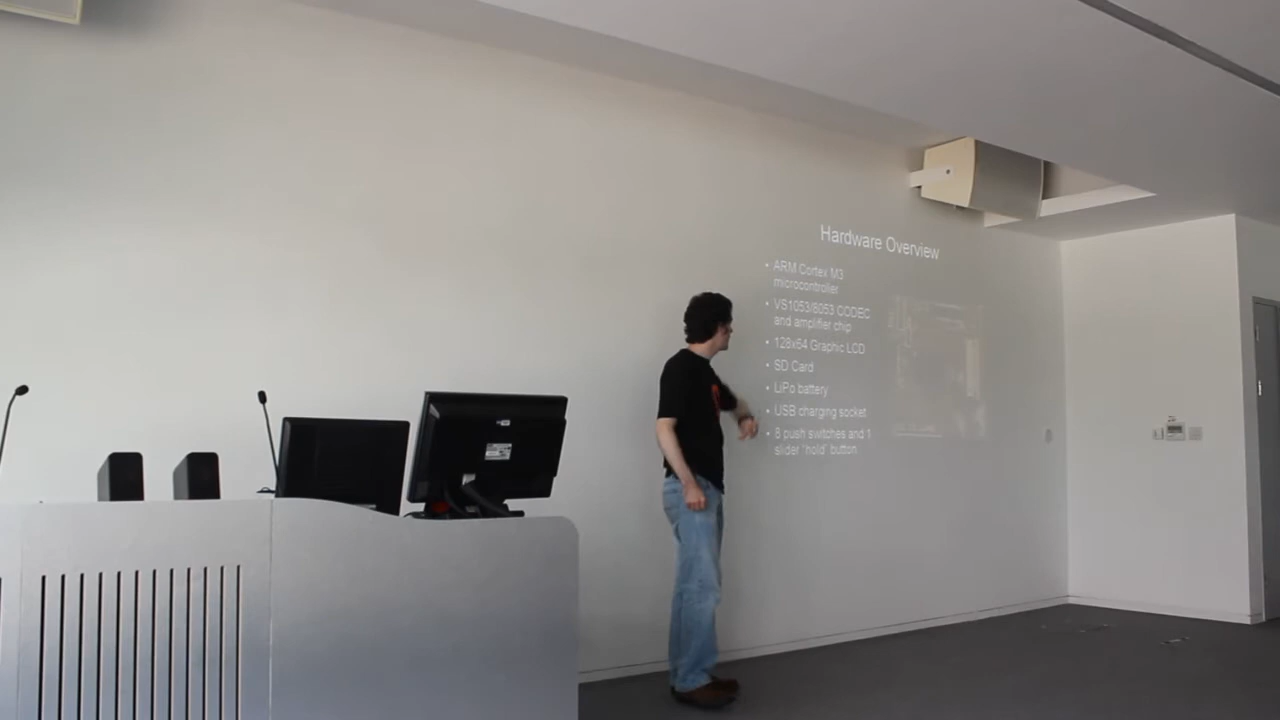 Hardware Overview
• ARM Cortex M3
microcontroller
• VS1053/8053 CODEC
and amplifier chip
• 128x64 Graphic LCD
• SD Card
• LiPo battery
• USB charging socket
• 8 push switches and 1
slider 'hold' button